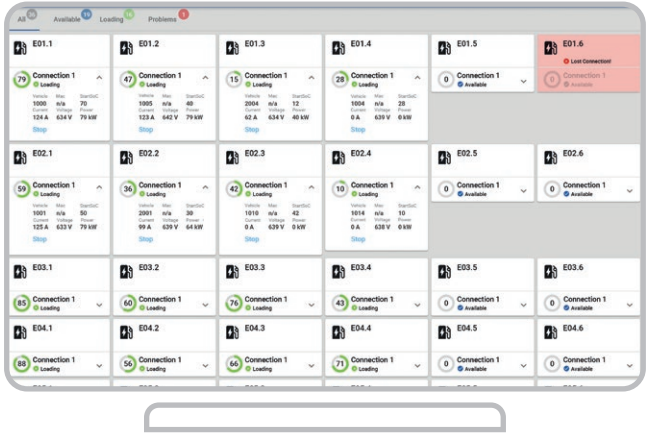 All
Available
Loading
Problems
E01.1 E01.2 E01.3 E01.4 E01.5 E01.6
Lost Connection!
79 Connection 1 47 Connection 1 15 Connection 1 28 Connection 1 0 Connection 1 0 Connection 1
Loading Loading Loading Loading Available Available
Vehicle Max StartSoC Vehicle Max StartSoC Vehicle Max StartSoC Vehicle Max StartSoC
1000 n/a 70 1005 n/a 40 2004 n/a 12 1004 n/a 28
Current Voltage Power Current Voltage Power Current Voltage Power Current Voltage Power
124 A 634 V 79 kW 123 A 642 V 79 kW 62 A 634 V 40 kW 0 A 639 V 0 kW
Stop Stop Stop Stop
E02.1 E02.2 E02.3 E02.4 E02.5 E02.6
59 Connection 1 36 Connection 1 42 Connection 1 10 Connection 1 0 Connection 1 0 Connection 1
Loading Loading Loading Loading Available Available
Vehicle Max StartSoC Vehicle Max StartSoC Vehicle Max StartSoC Vehicle Max StartSoC
1001 n/a 50 2001 n/a 30 1010 n/a 42 1014 n/a 10
Current Voltage Power Current Voltage Power Current Voltage Power Current Voltage Power
125 A 633 V 79 kW 99 A 639 V 64 kW 0 A 639 V 0 kW 0 A 638 V 0 kW
Stop Stop Stop Stop
E03.1 E03.2 E03.3 E03.4 E03.5 E03.6
85 Connection 1 60 Connection 1 76 Connection 1 43 Connection 1 0 Connection 1 0 Connection 1
Loading Loading Loading Loading Available Available
E04.1 E04.2 E04.3 E04.4 E04.5 E04.6
88 Connection 1 56 Connection 1 66 Connection 1 71 Connection 1 0 Connection 1 0 Connection 1
Loading Loading Loading Loading Available Available